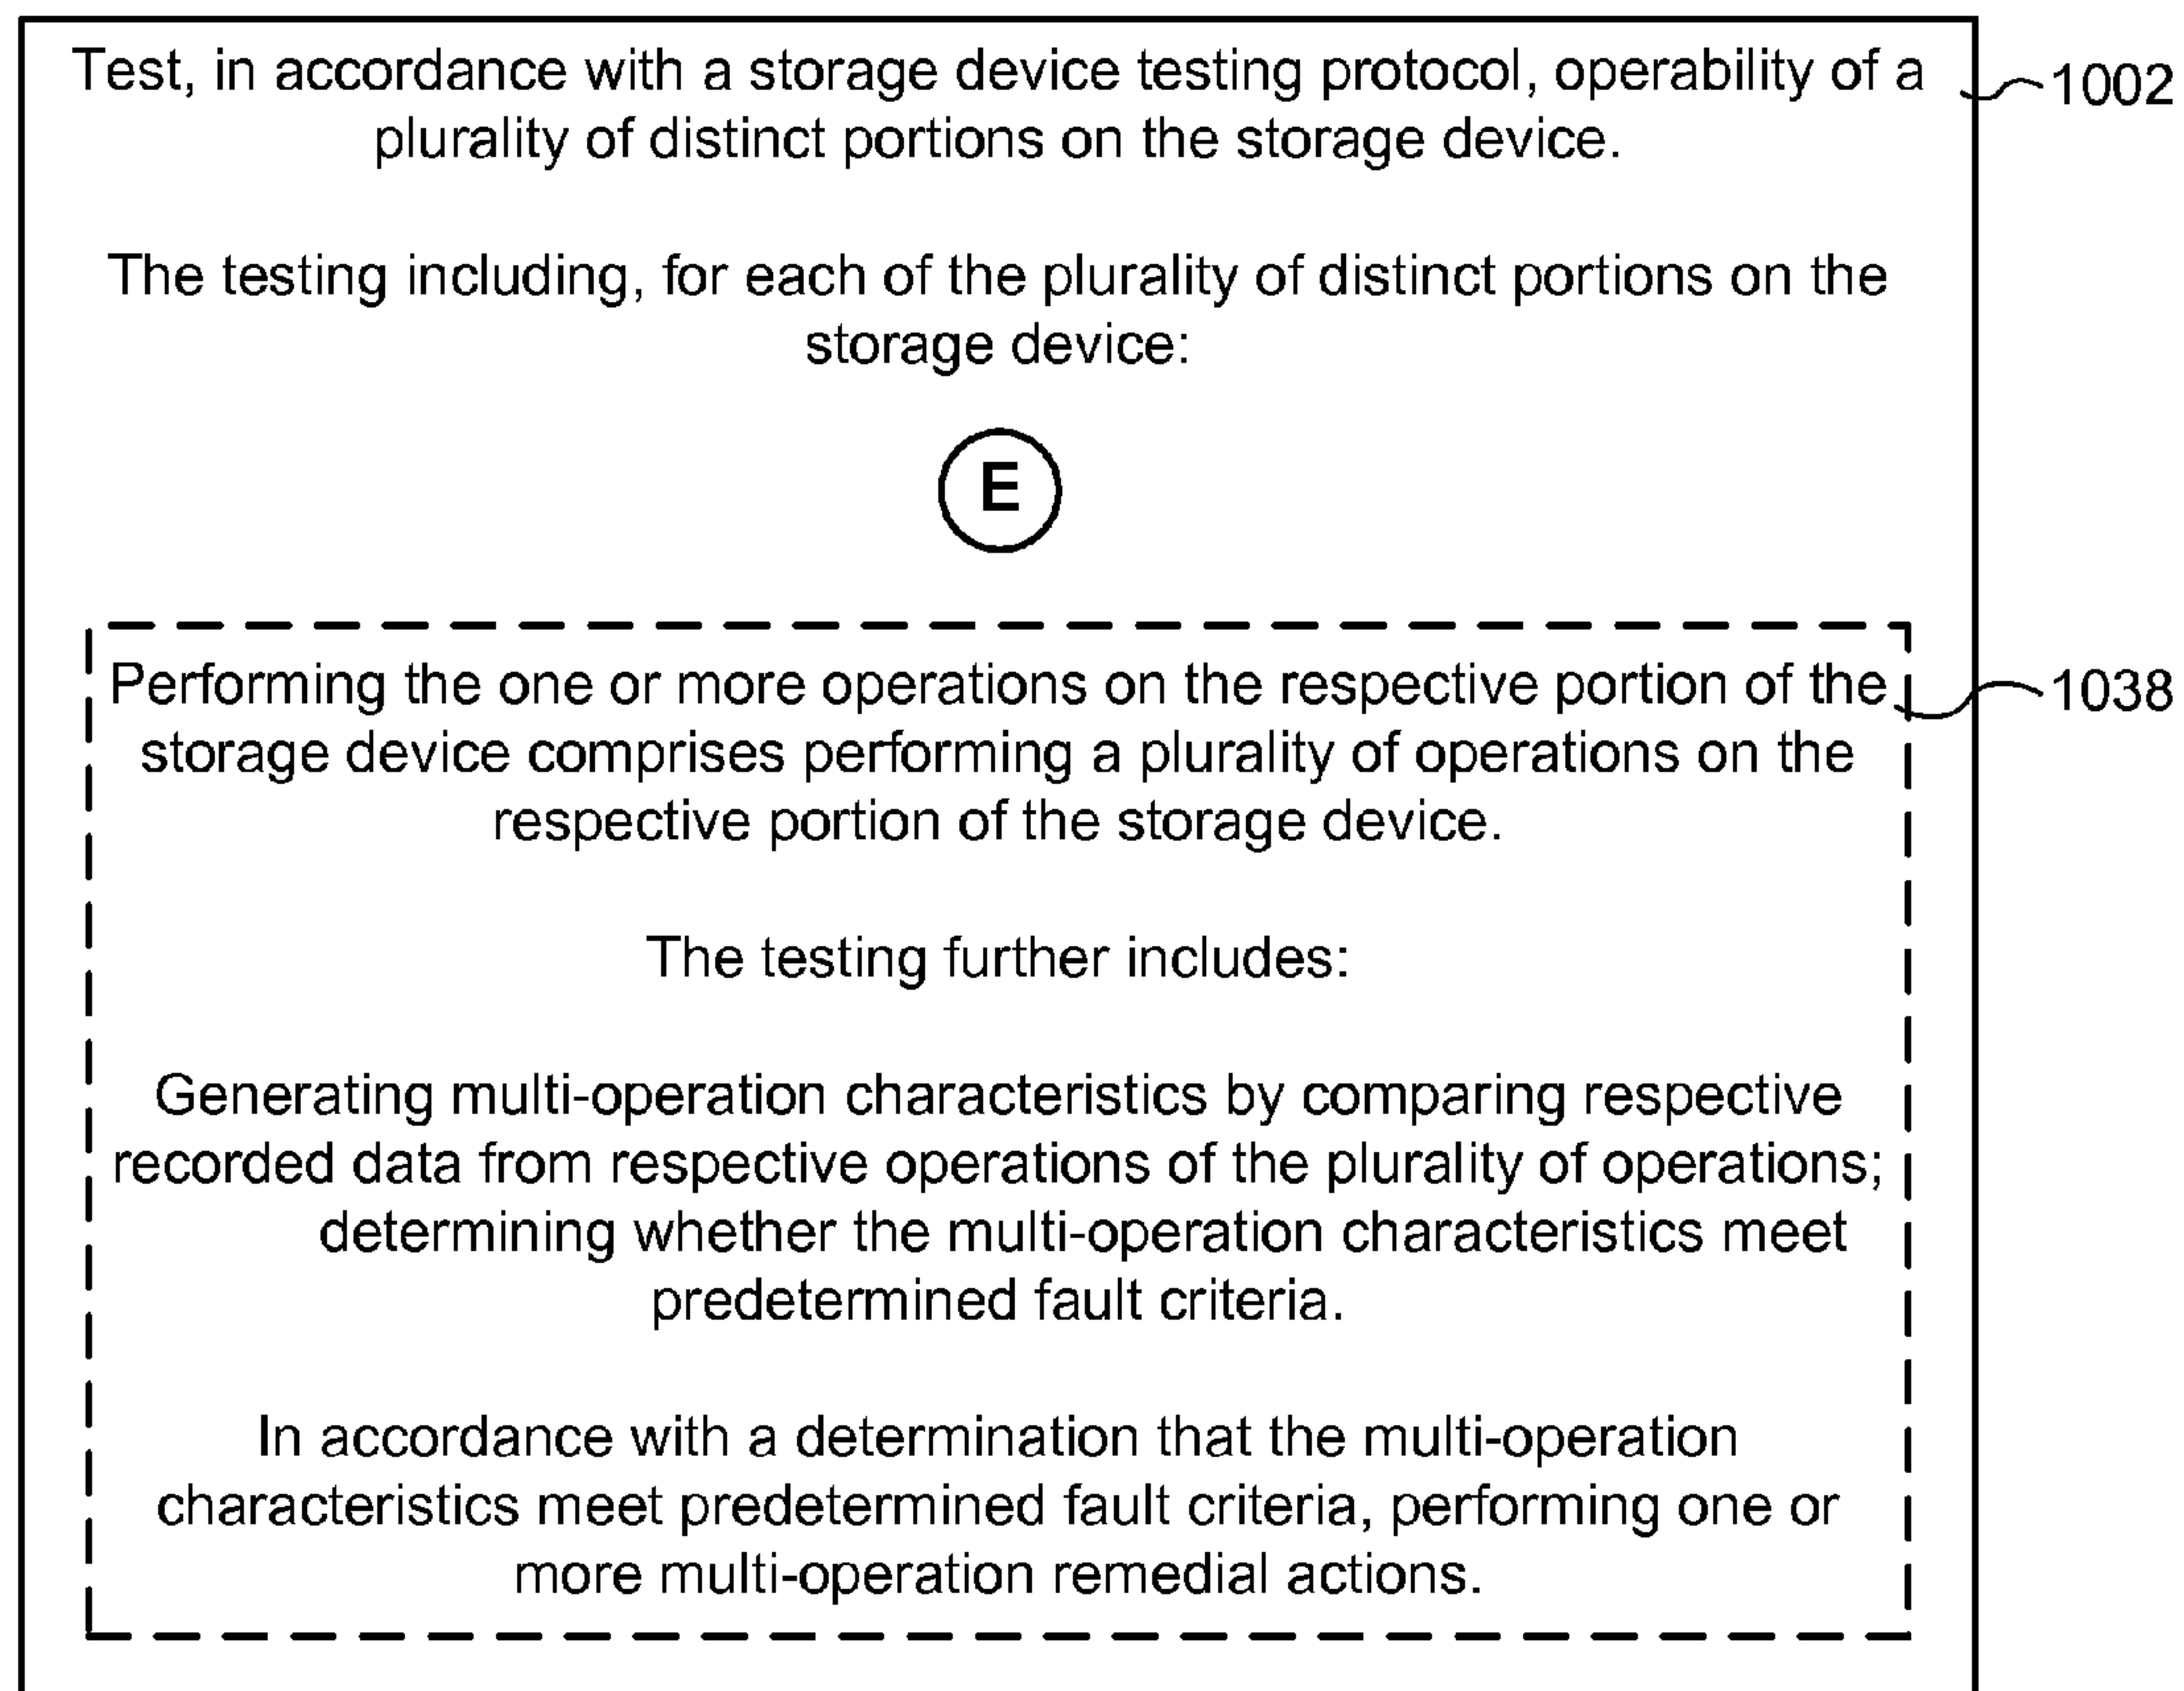 Test, in accordance with a storage device testing protocol, operability of a
plurality of distinct portions on the storage device.
1002
The testing including, for each of the plurality of distinct portions on the
storage device:
E
Performing the one or more operations on the respective portion of the
storage device comprises performing a plurality of operations on the
respective portion of the storage device.
1038
The testing further includes:
Generating multi-operation characteristics by comparing respective
recorded data from respective operations of the plurality of operations;
determining whether the multi-operation characteristics meet
predetermined fault criteria.
In accordance with a determination that the multi-operation
characteristics meet predetermined fault criteria, performing one or
more multi-operation remedial actions.